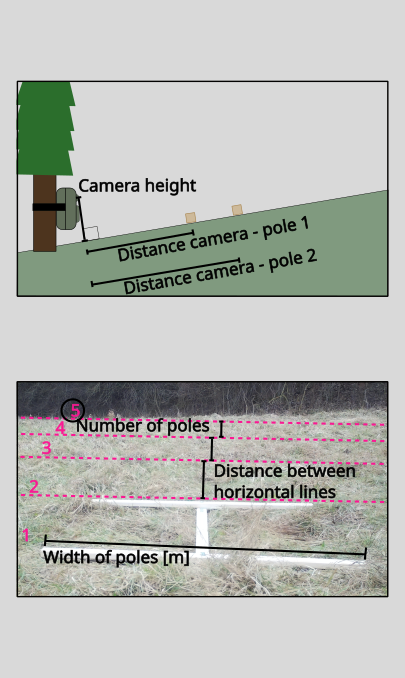 Camera height
Distance camera - pole 1
Distance camera - pole 2
5
4
Number of poles
3
Distance between
horizontal lines
2
1
Width of poles [m]